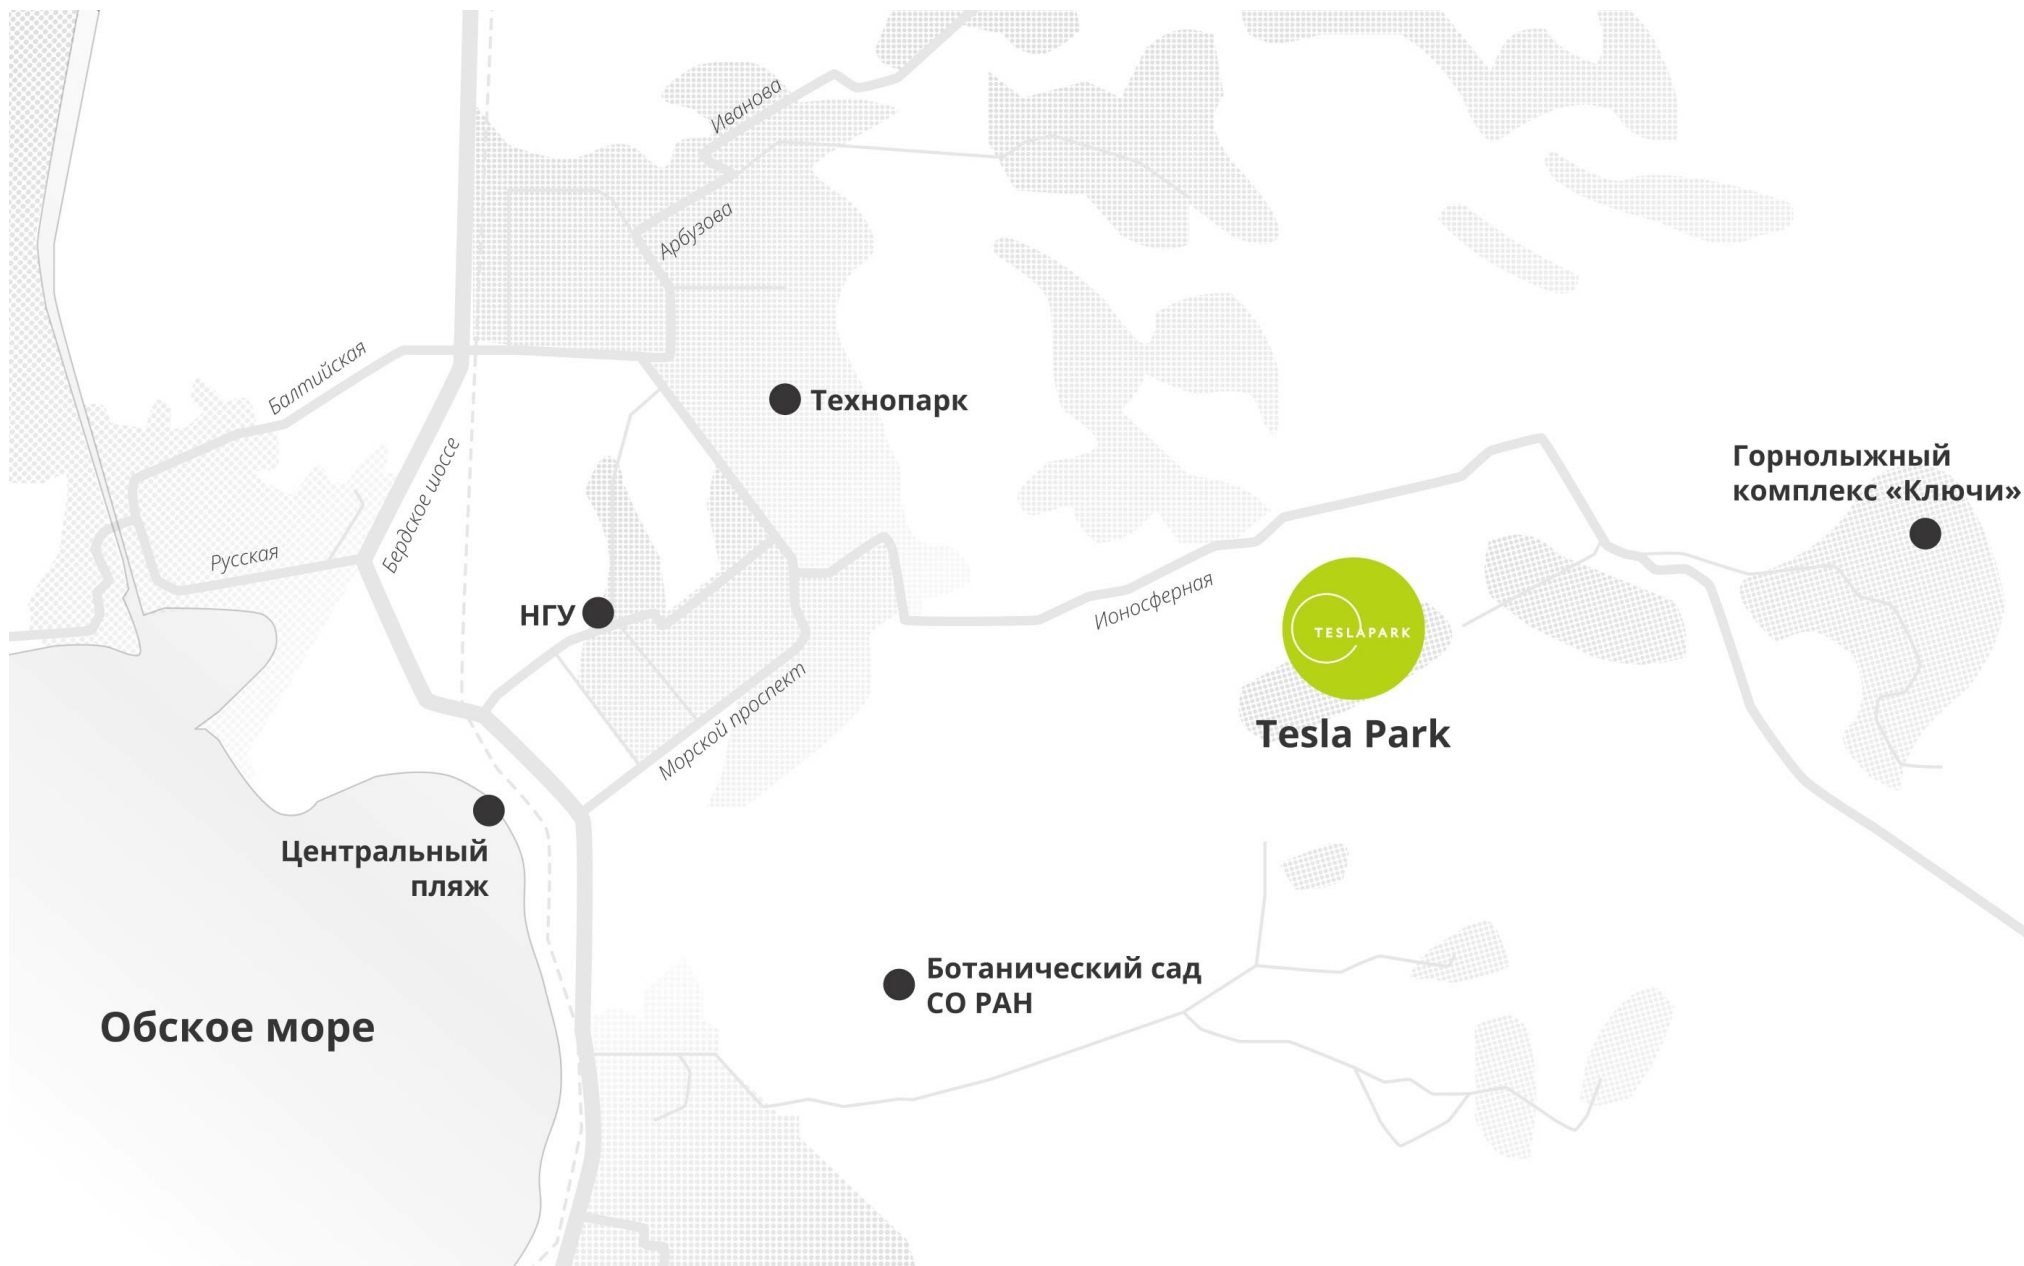 Иванова
Арбузова
Балтийская
Бердское шоссе
Технопарк
Горнолыжный
комплекс «Ключи»
Русская
НГУ
Ионосферная
TESLAPARK
Tesla Park
Морской проспект
Центральный
пляж
Ботанический сад
СО РАН
Обское море